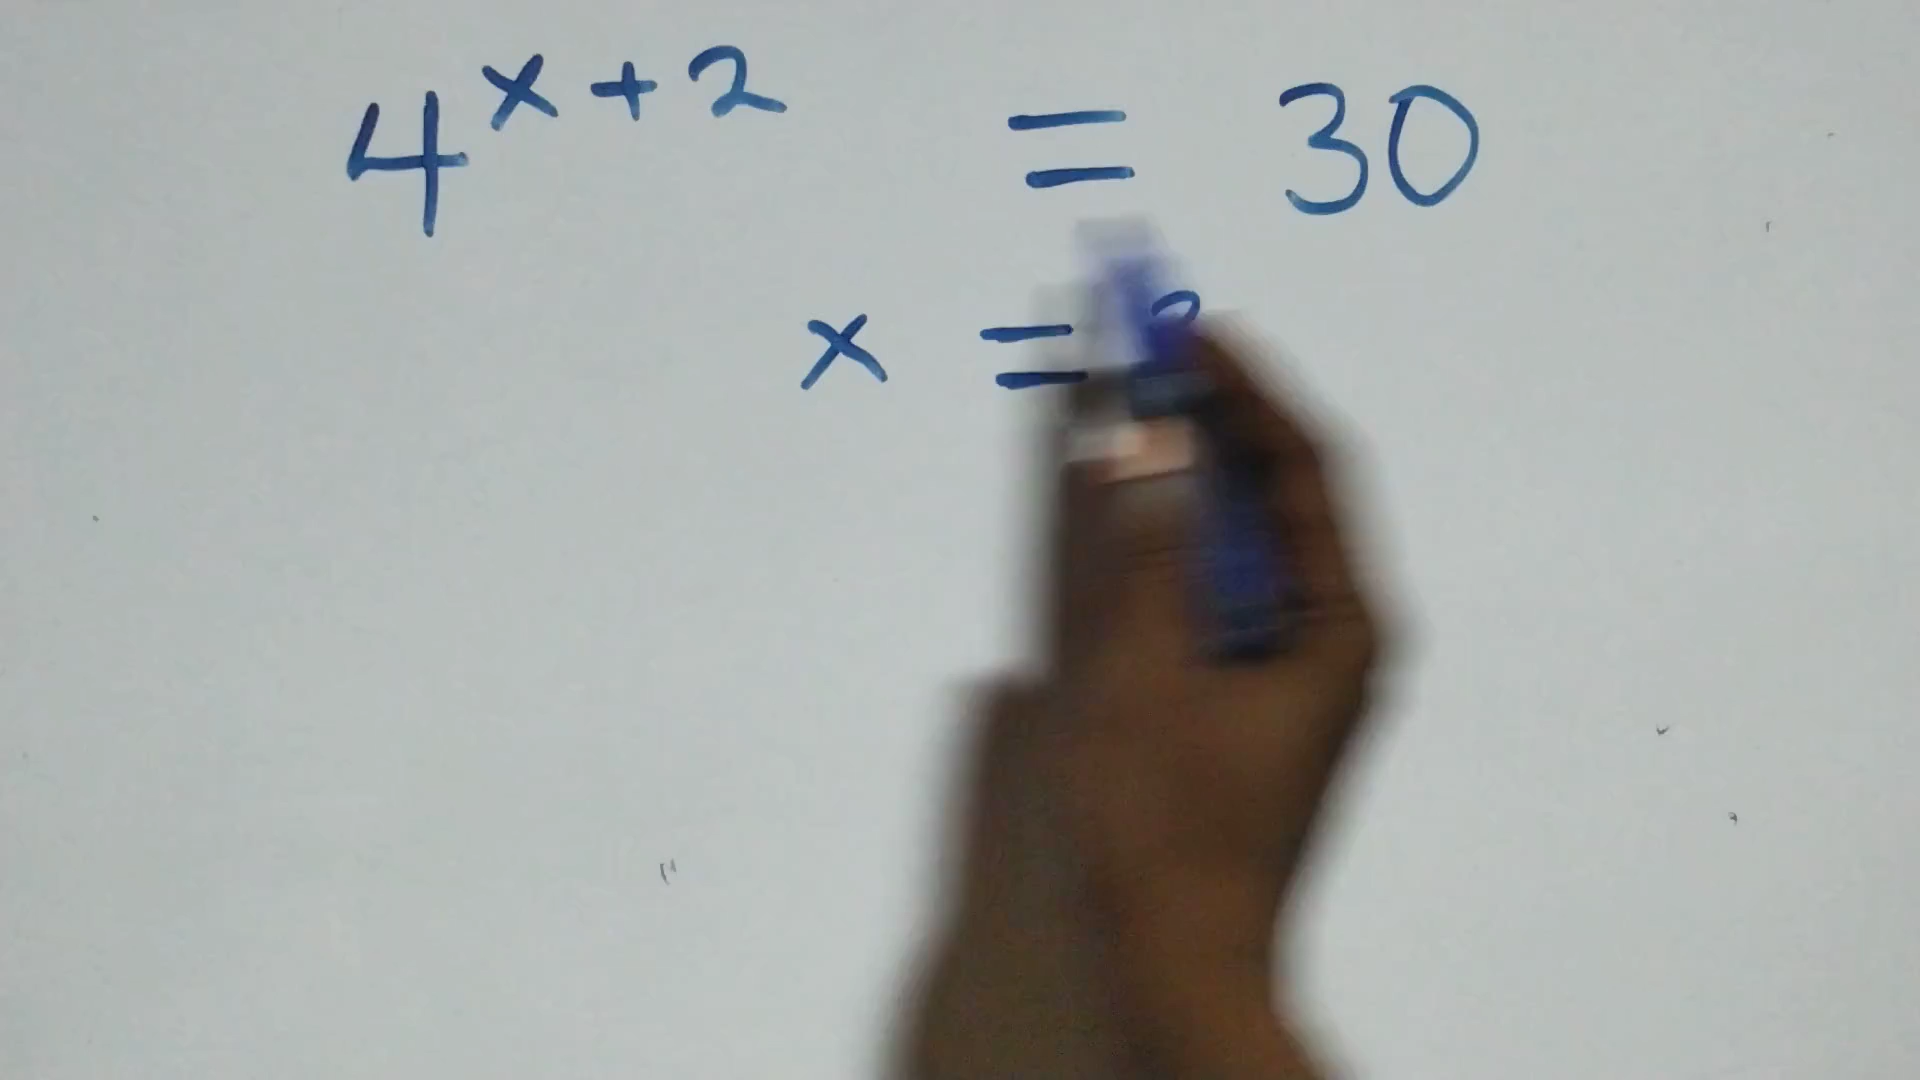 4^{x+2} = 30
x = ?